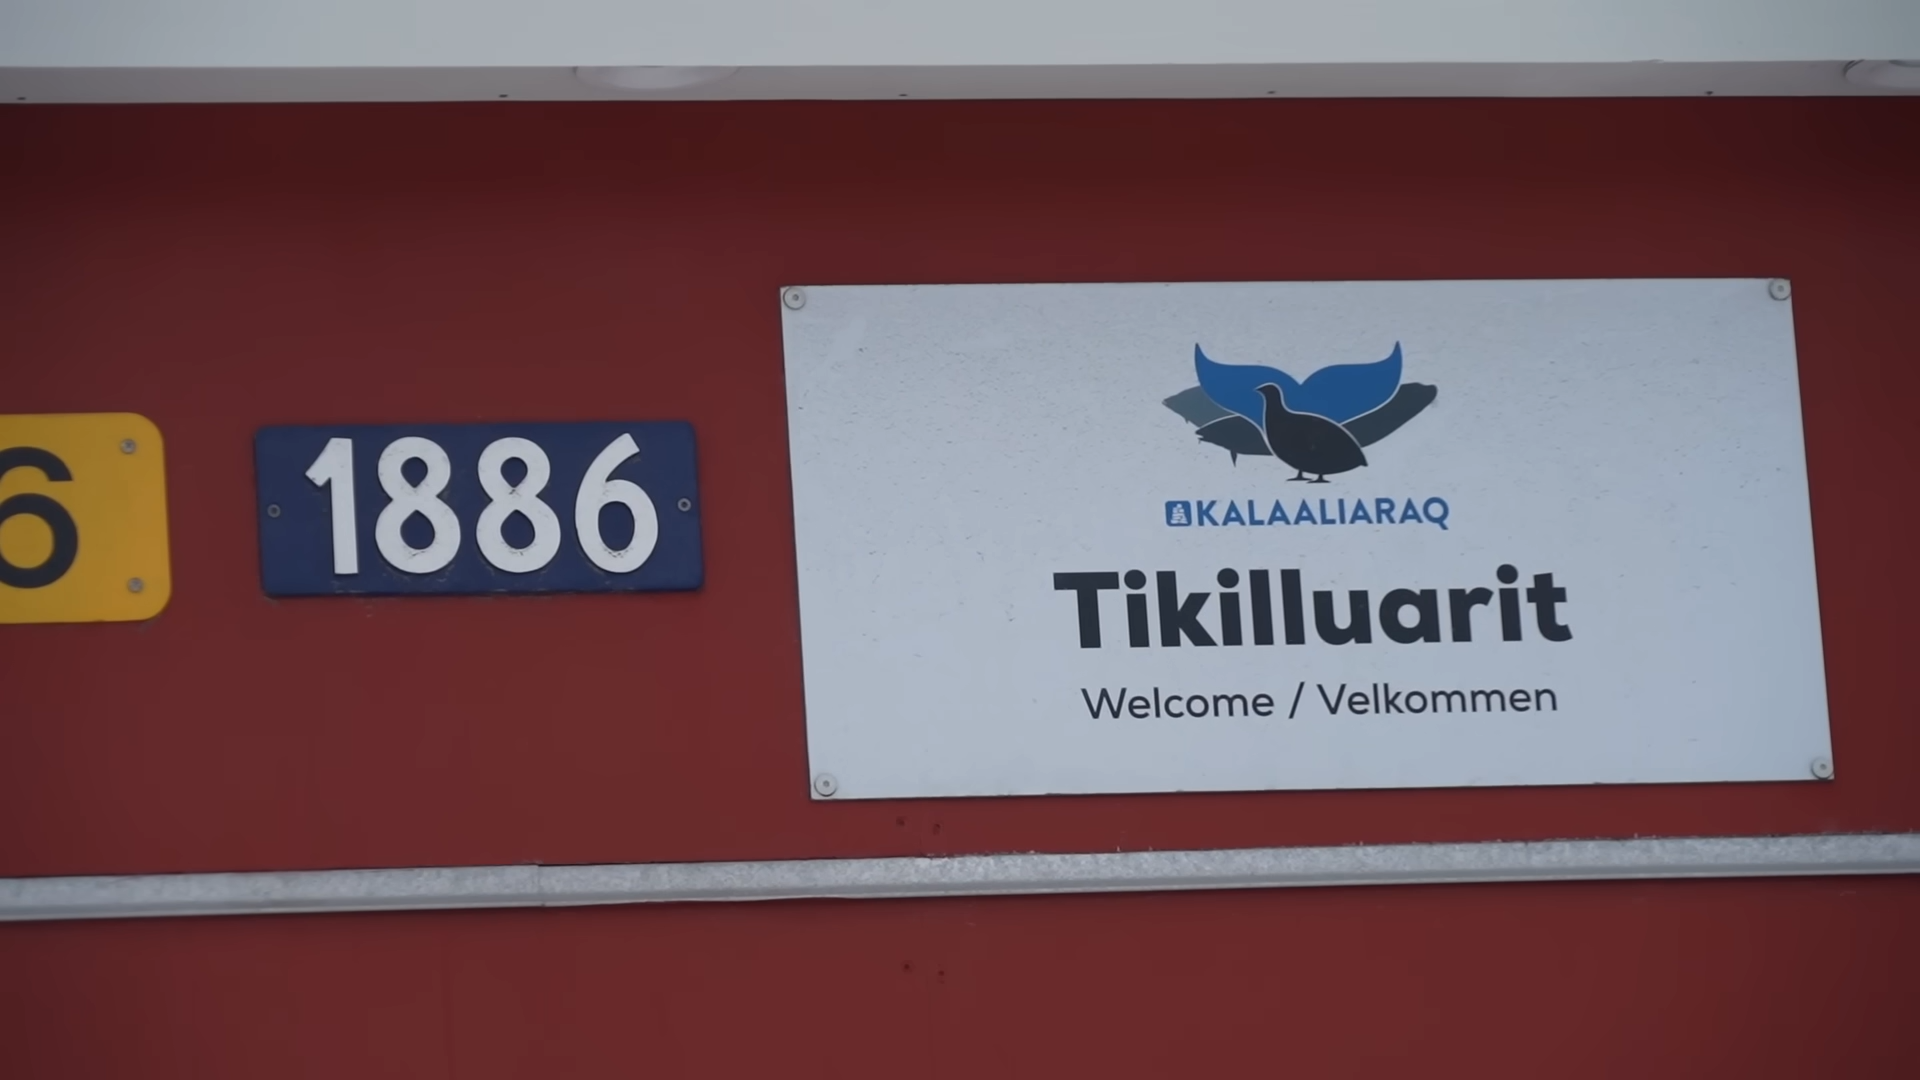 6
1886
KALAALIARAQ
Tikilluarit
Welcome / Velkommen